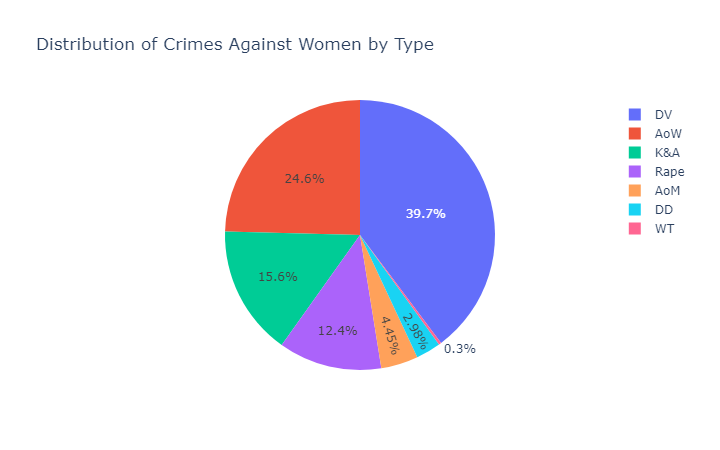 Distribution of Crimes Against Women by Type
DV
AoW
K&A
Rape
AoM
DD
WT
39.7%
24.6%
15.6%
12.4%
4.45%
2.98%
0.3%